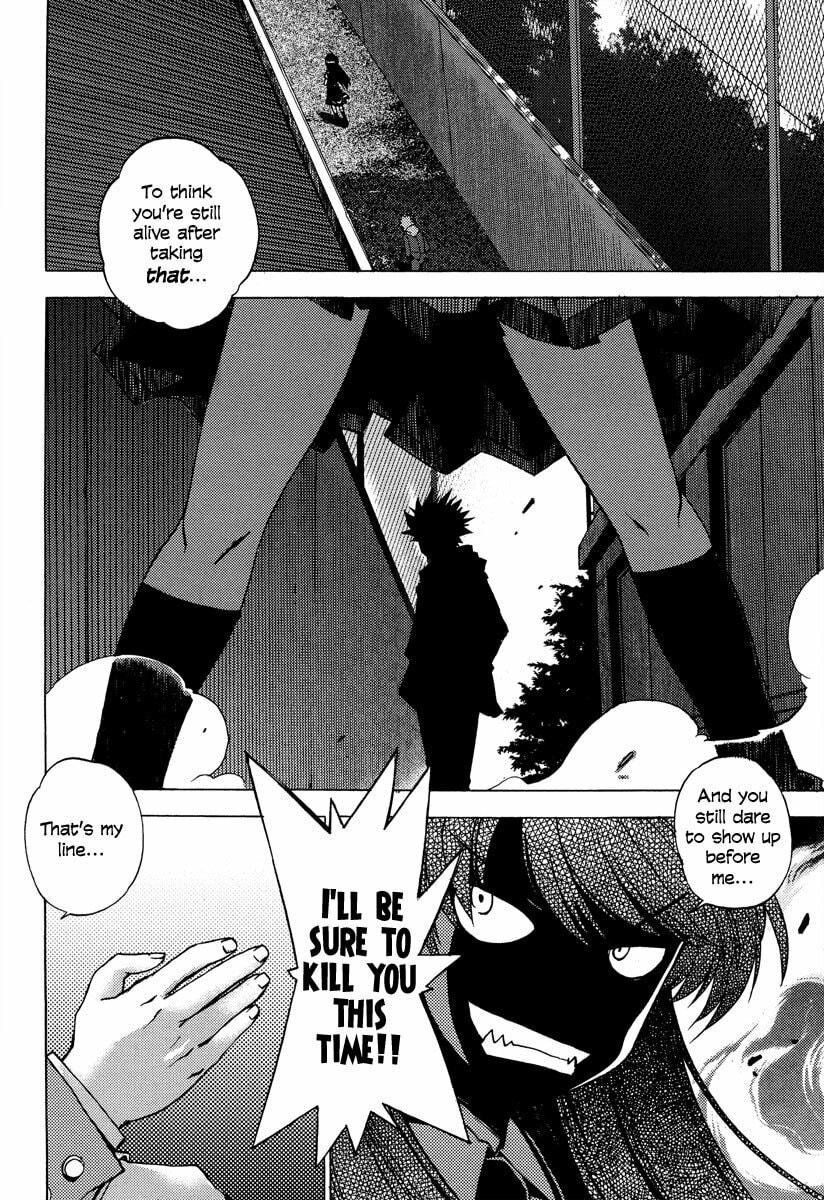 To think
you're still
alive after
taking
that...
And you
still dare
to show up
before
me...
I'LL BE
SURE TO
KILL YOU
THIS
TIME!!
That's my
line...